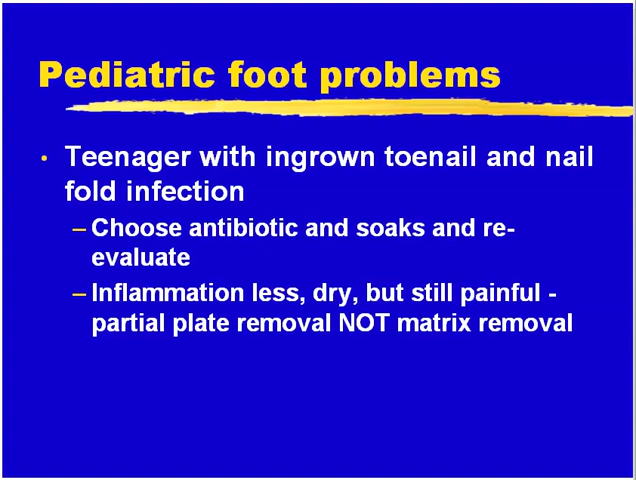 Pediatric foot problems
• Teenager with ingrown toenail and nail
fold infection
– Choose antibiotic and soaks and re-
evaluate
– Inflammation less, dry, but still painful -
partial plate removal NOT matrix removal